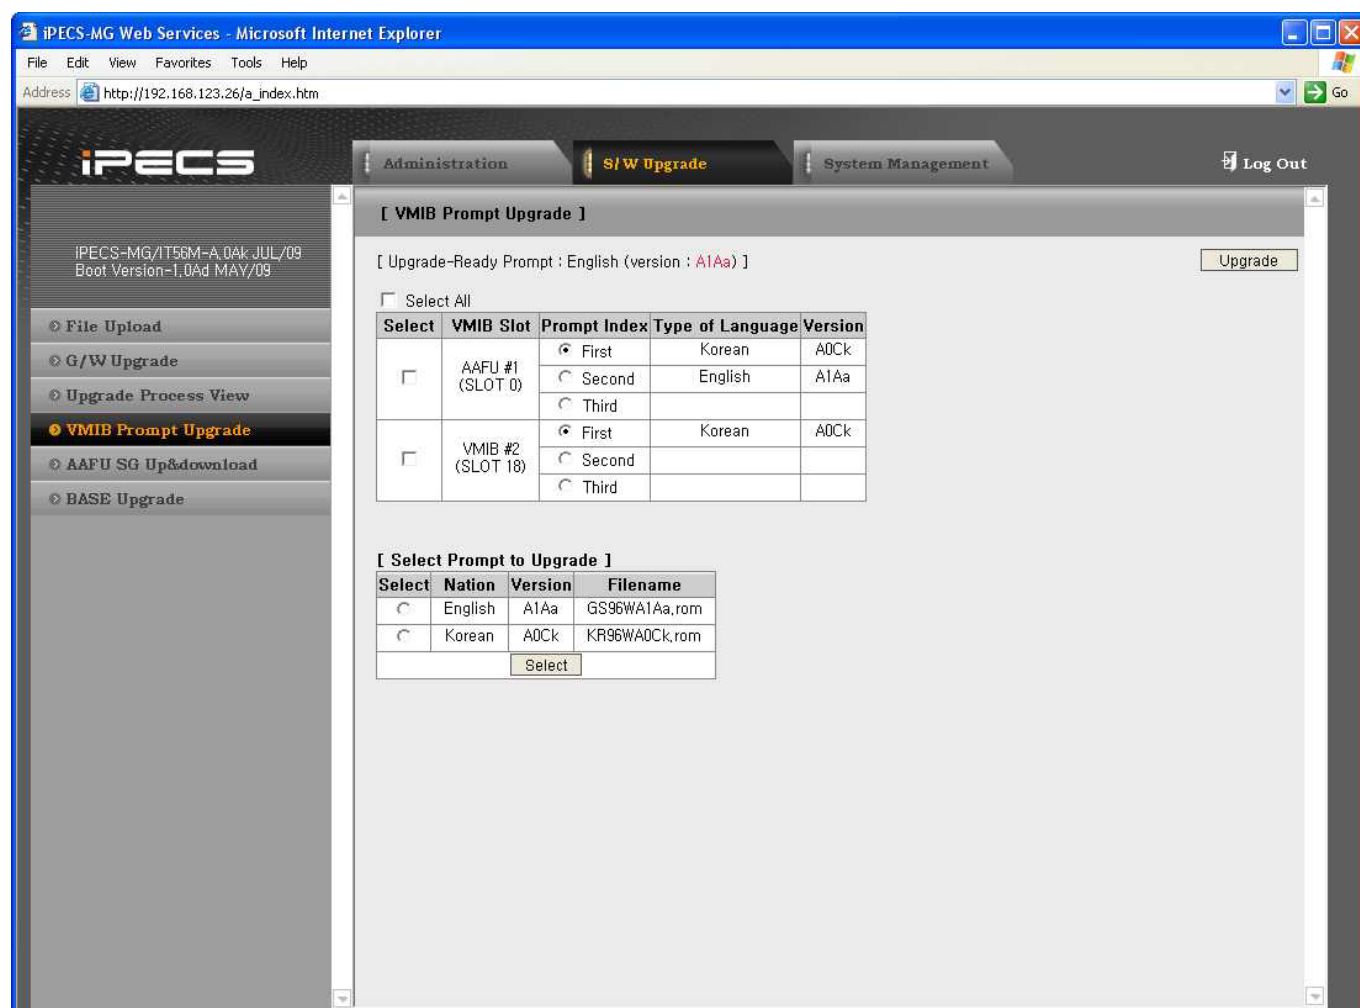 iPECS-MG Web Services - Microsoft Internet Explorer
File Edit View Favorites Tools Help
Address http://192.168.123.26/a_index.htm Go
iPECS Administration S/W Upgrade System Management Log Out
[ VMIB Prompt Upgrade ]
iPECS-MG/IT56M-A.0Ak JUL/09
Boot Version-1.0Ad MAY/09
File Upload
G/W Upgrade
Upgrade Process View
VMIB Prompt Upgrade
AAFU SG Up&download
BASE Upgrade
[ Upgrade-Ready Prompt : English (version : A1Aa) ] Upgrade
Select All
Select VMIB Slot Prompt Index Type of Language Version
AAFU #1
(SLOT 0)
First Korean A0Ck
Second English A1Aa
Third
VMIB #2
(SLOT 18)
First Korean A0Ck
Second
Third
[ Select Prompt to Upgrade ]
Select Nation Version Filename
English A1Aa GS96WA1Aa.rom
Korean A0Ck KR96WA0Ck.rom
Select